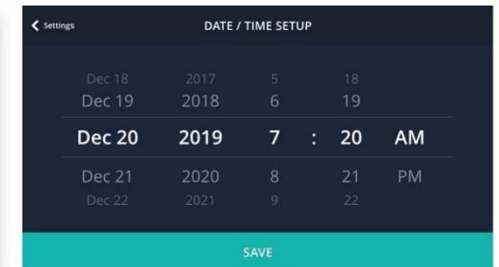 Settings DATE / TIME SETUP
Dec 18 2017 5 18
Dec 19 2018 6 19
Dec 20 2019 7 : 20 AM
Dec 21 2020 8 21 PM
Dec 22 2021 9 22
SAVE